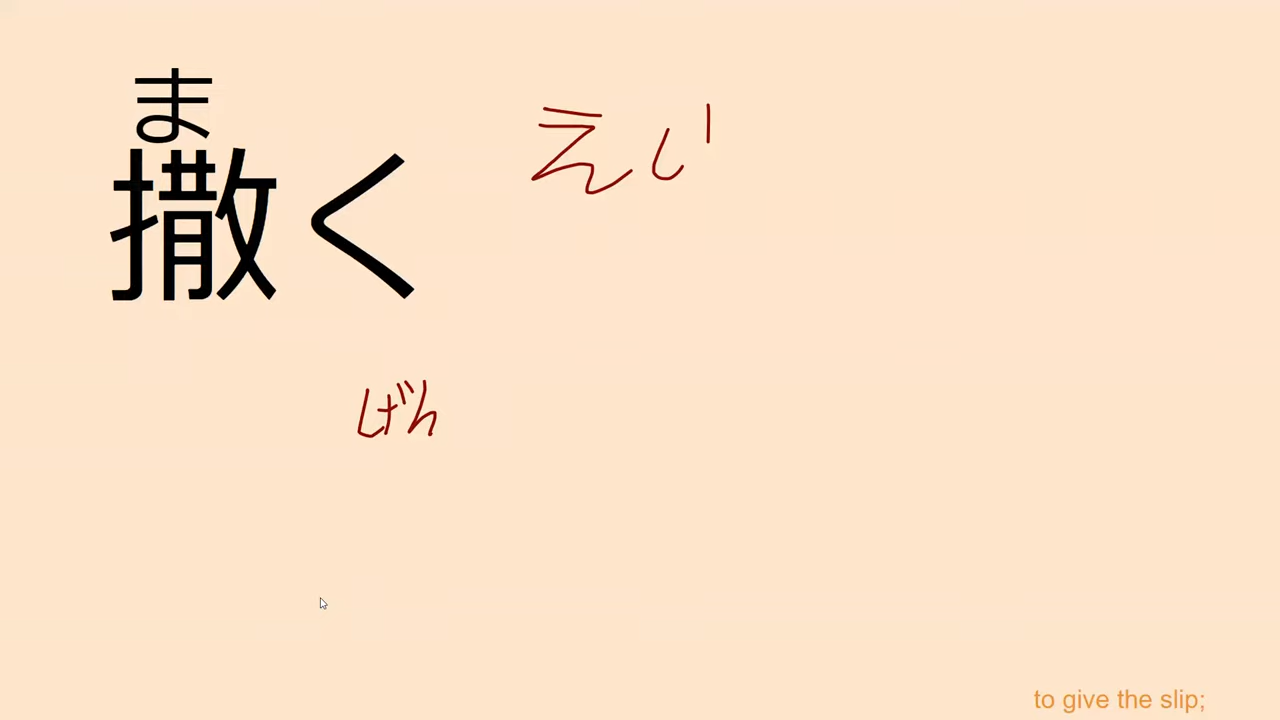 ま
撒く
えい
げん
to give the slip;